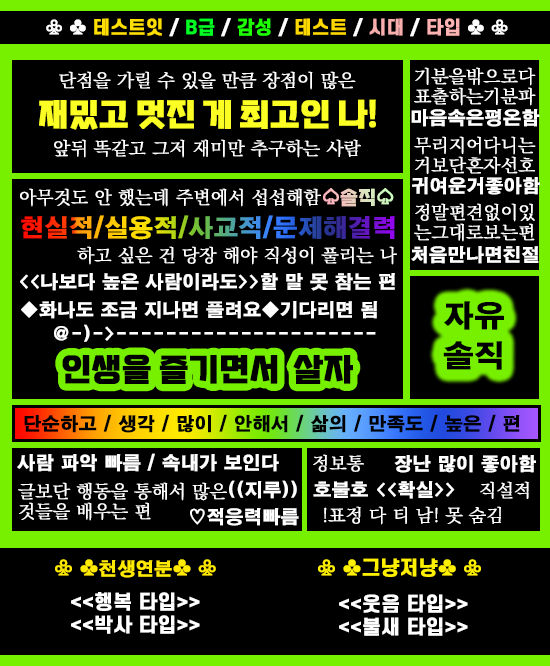 ♧ ♣ 테스트잇 / B급 / 감성 / 테스트 / 시대 / 타입 ♣ ♧
단점을 가릴 수 있을 만큼 장점이 많은
재밌고 멋진 게 최고인 나!
앞뒤 똑같고 그저 재미만 추구하는 사람
기분을밖으로다
표출하는기분파
마음속은평온함
무리지어다니는
거보단혼자선호
귀여운거좋아함
정말편견없이있
는그대로보는편
처음만나면친절
아무것도 안 했는데 주변에서 섭섭해함♤솔직♤
현실적/실용적/사교적/문제해결력
하고 싶은 건 당장 해야 직성이 풀리는 나
<<나보다 높은 사람이라도>>할 말 못 참는 편
◆화나도 조금 지나면 풀려요◆기다리면 됨
@-)->----------------------
인생을 즐기면서 살자
자유
솔직
단순하고 / 생각 / 많이 / 안해서 / 삶의 / 만족도 / 높은 / 편
사람 파악 빠름 / 속내가 보인다
글보단 행동을 통해서 많은((지루))
것들을 배우는 편 ♡적응력빠름
정보통 장난 많이 좋아함
호불호 <<확실>> 직설적
!표정 다 티 남! 못 숨김
♧ ♣천생연분♣ ♧
<<행복 타입>>
<<박사 타입>>
♧ ♣그냥저냥♣ ♧
<<웃음 타입>>
<<불새 타입>>